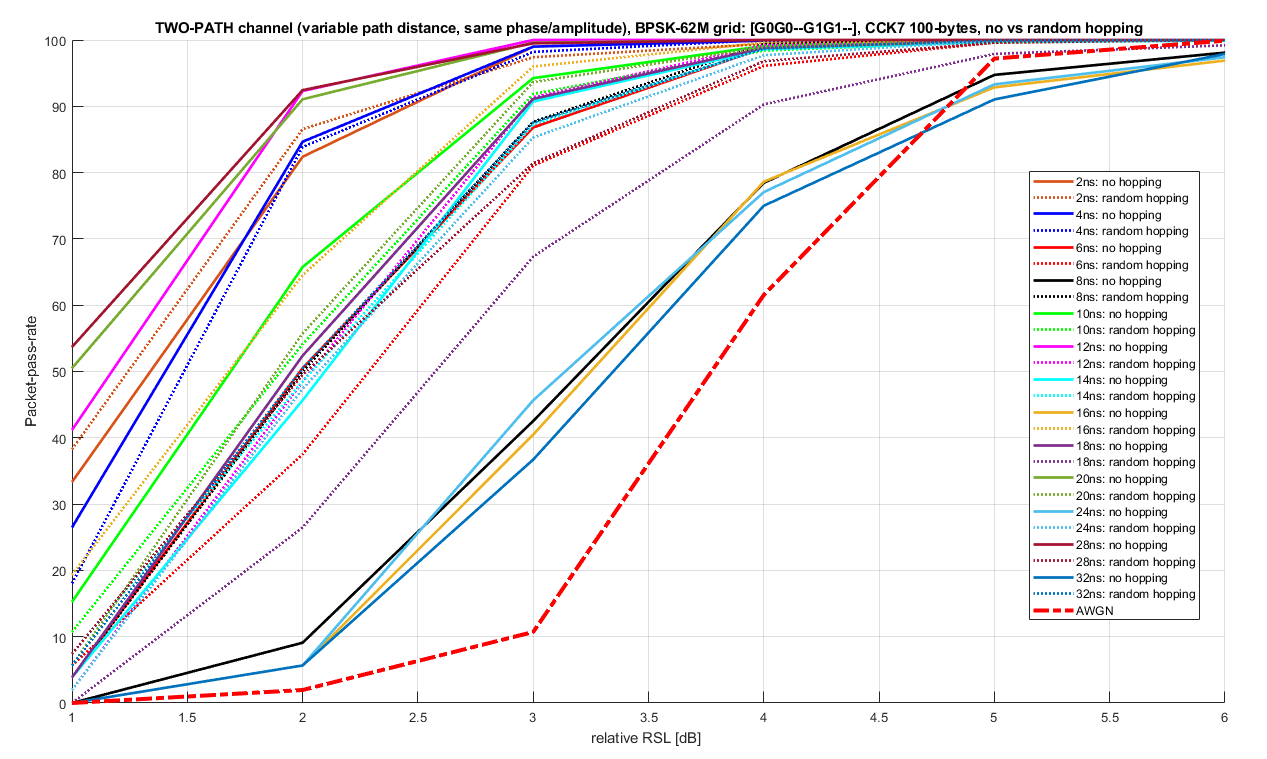 TWO-PATH channel (variable path distance, same phase/amplitude), BPSK-62M grid: [G0G0--G1G1--], CCK7 100-bytes, no vs random hopping
100
90
80
70
60
50
40
30
20
10
0
Packet-pass-rate
2ns: no hopping
2ns: random hopping
4ns: no hopping
4ns: random hopping
6ns: no hopping
6ns: random hopping
8ns: no hopping
8ns: random hopping
10ns: no hopping
10ns: random hopping
12ns: no hopping
12ns: random hopping
14ns: no hopping
14ns: random hopping
16ns: no hopping
16ns: random hopping
18ns: no hopping
18ns: random hopping
20ns: no hopping
20ns: random hopping
24ns: no hopping
24ns: random hopping
28ns: no hopping
28ns: random hopping
32ns: no hopping
32ns: random hopping
AWGN
1 1.5 2 2.5 3 3.5 4 4.5 5 5.5 6
relative RSL [dB]